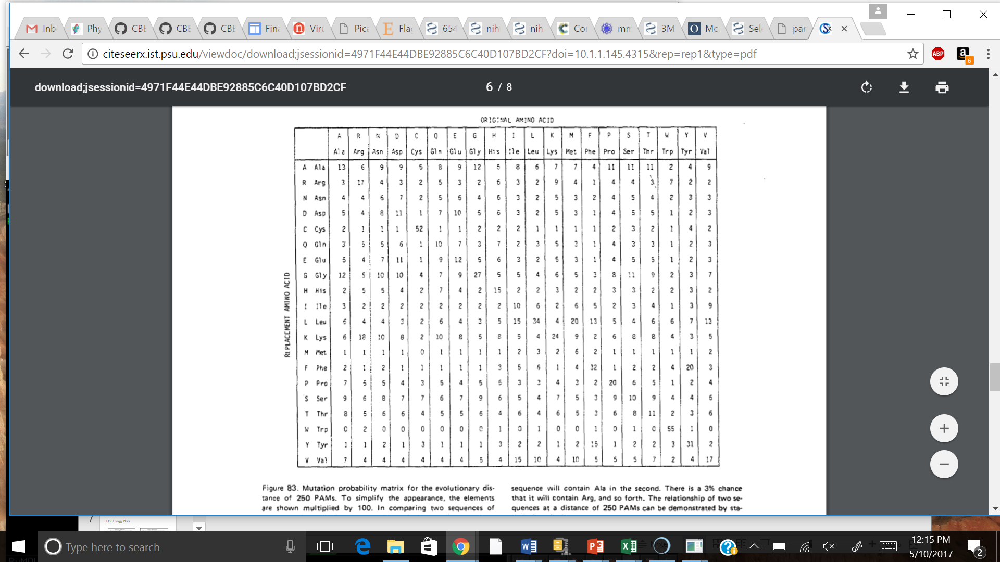 Inb
Phy
CBE
CBE
CBE
Fina
Viru
Pica
Flag
654
nih
nih
Cor
mm
3M
Mc
Sel
par
citeseerx.ist.psu.edu/viewdoc/download;jsessionid=4971F44E44DBE92885C6C40D107BD2CF?doi=10.1.1.145.4315&rep=rep1&type=pdf
ABP
6
download;jsessionid=4971F44E44DBE92885C6C40D107BD2CF
6 / 8
ORIGINAL AMINO ACID
A R N D C Q E G H I L K M F P S T W Y V
Ala Arg Asn Asp Cys Gln Glu Gly His Ile Leu Lys Met Phe Pro Ser Thr Trp Tyr Val
REPLACEMENT AMINO ACID
A Ala 13 6 9 9 5 8 9 12 6 8 6 7 7 4 11 11 11 2 4 9
R Arg 3 17 4 3 2 5 3 2 6 3 2 9 4 1 4 4 3 7 2 2
N Asn 4 4 6 7 2 5 6 4 6 3 2 5 3 2 4 5 4 2 3 3
D Asp 5 4 8 11 1 7 10 5 6 3 2 5 3 1 4 5 5 1 2 3
C Cys 2 1 1 1 52 1 1 2 2 2 1 1 1 1 2 3 2 1 4 2
Q Gln 3 5 5 6 1 10 7 3 7 2 3 5 3 1 4 3 3 1 2 3
E Glu 5 4 7 11 1 9 12 5 6 3 2 5 3 1 4 5 5 1 2 3
G Gly 12 5 10 10 4 7 9 27 5 5 4 6 5 3 8 11 9 2 3 7
H His 2 5 5 4 2 7 4 2 15 2 2 3 2 2 3 3 2 2 3 2
I Ile 3 2 2 2 2 2 2 2 2 10 6 2 6 5 2 3 4 1 3 9
L Leu 6 4 4 3 2 6 4 3 5 15 34 4 20 13 5 4 6 6 7 13
K Lys 6 18 10 8 2 10 8 5 8 5 4 24 9 2 6 8 8 4 3 5
M Met 1 1 1 1 0 1 1 1 1 2 3 2 6 2 1 1 1 1 1 2
F Phe 2 1 2 1 1 1 1 1 3 5 6 1 4 32 1 2 2 4 20 3
P Pro 7 5 5 4 3 5 4 5 5 3 3 4 3 2 20 6 5 1 2 4
S Ser 9 6 8 7 7 6 7 9 6 5 4 7 5 3 9 10 9 4 4 6
T Thr 8 5 6 6 4 5 5 6 4 6 4 6 5 3 6 8 11 2 3 6
W Trp 0 2 0 0 0 0 0 0 1 0 1 0 0 1 0 1 0 55 1 0
Y Tyr 1 1 2 1 3 1 1 1 3 2 2 1 2 15 1 2 2 3 31 2
V Val 7 4 4 4 4 4 4 5 4 15 10 4 10 5 5 5 7 2 4 17
Figure 83. Mutation probability matrix for the evolutionary dis-
tance of 250 PAMs. To simplify the appearance, the elements
are shown multiplied by 100. In comparing two sequences of
sequence will contain Ala in the second. There is a 3% chance
that it will contain Arg, and so forth. The relationship of two se-
quences at a distance of 250 PAMs can be demonstrated by sta-
7
I35F Energy Plots
Type here to search
12:15 PM
5/10/2017
2